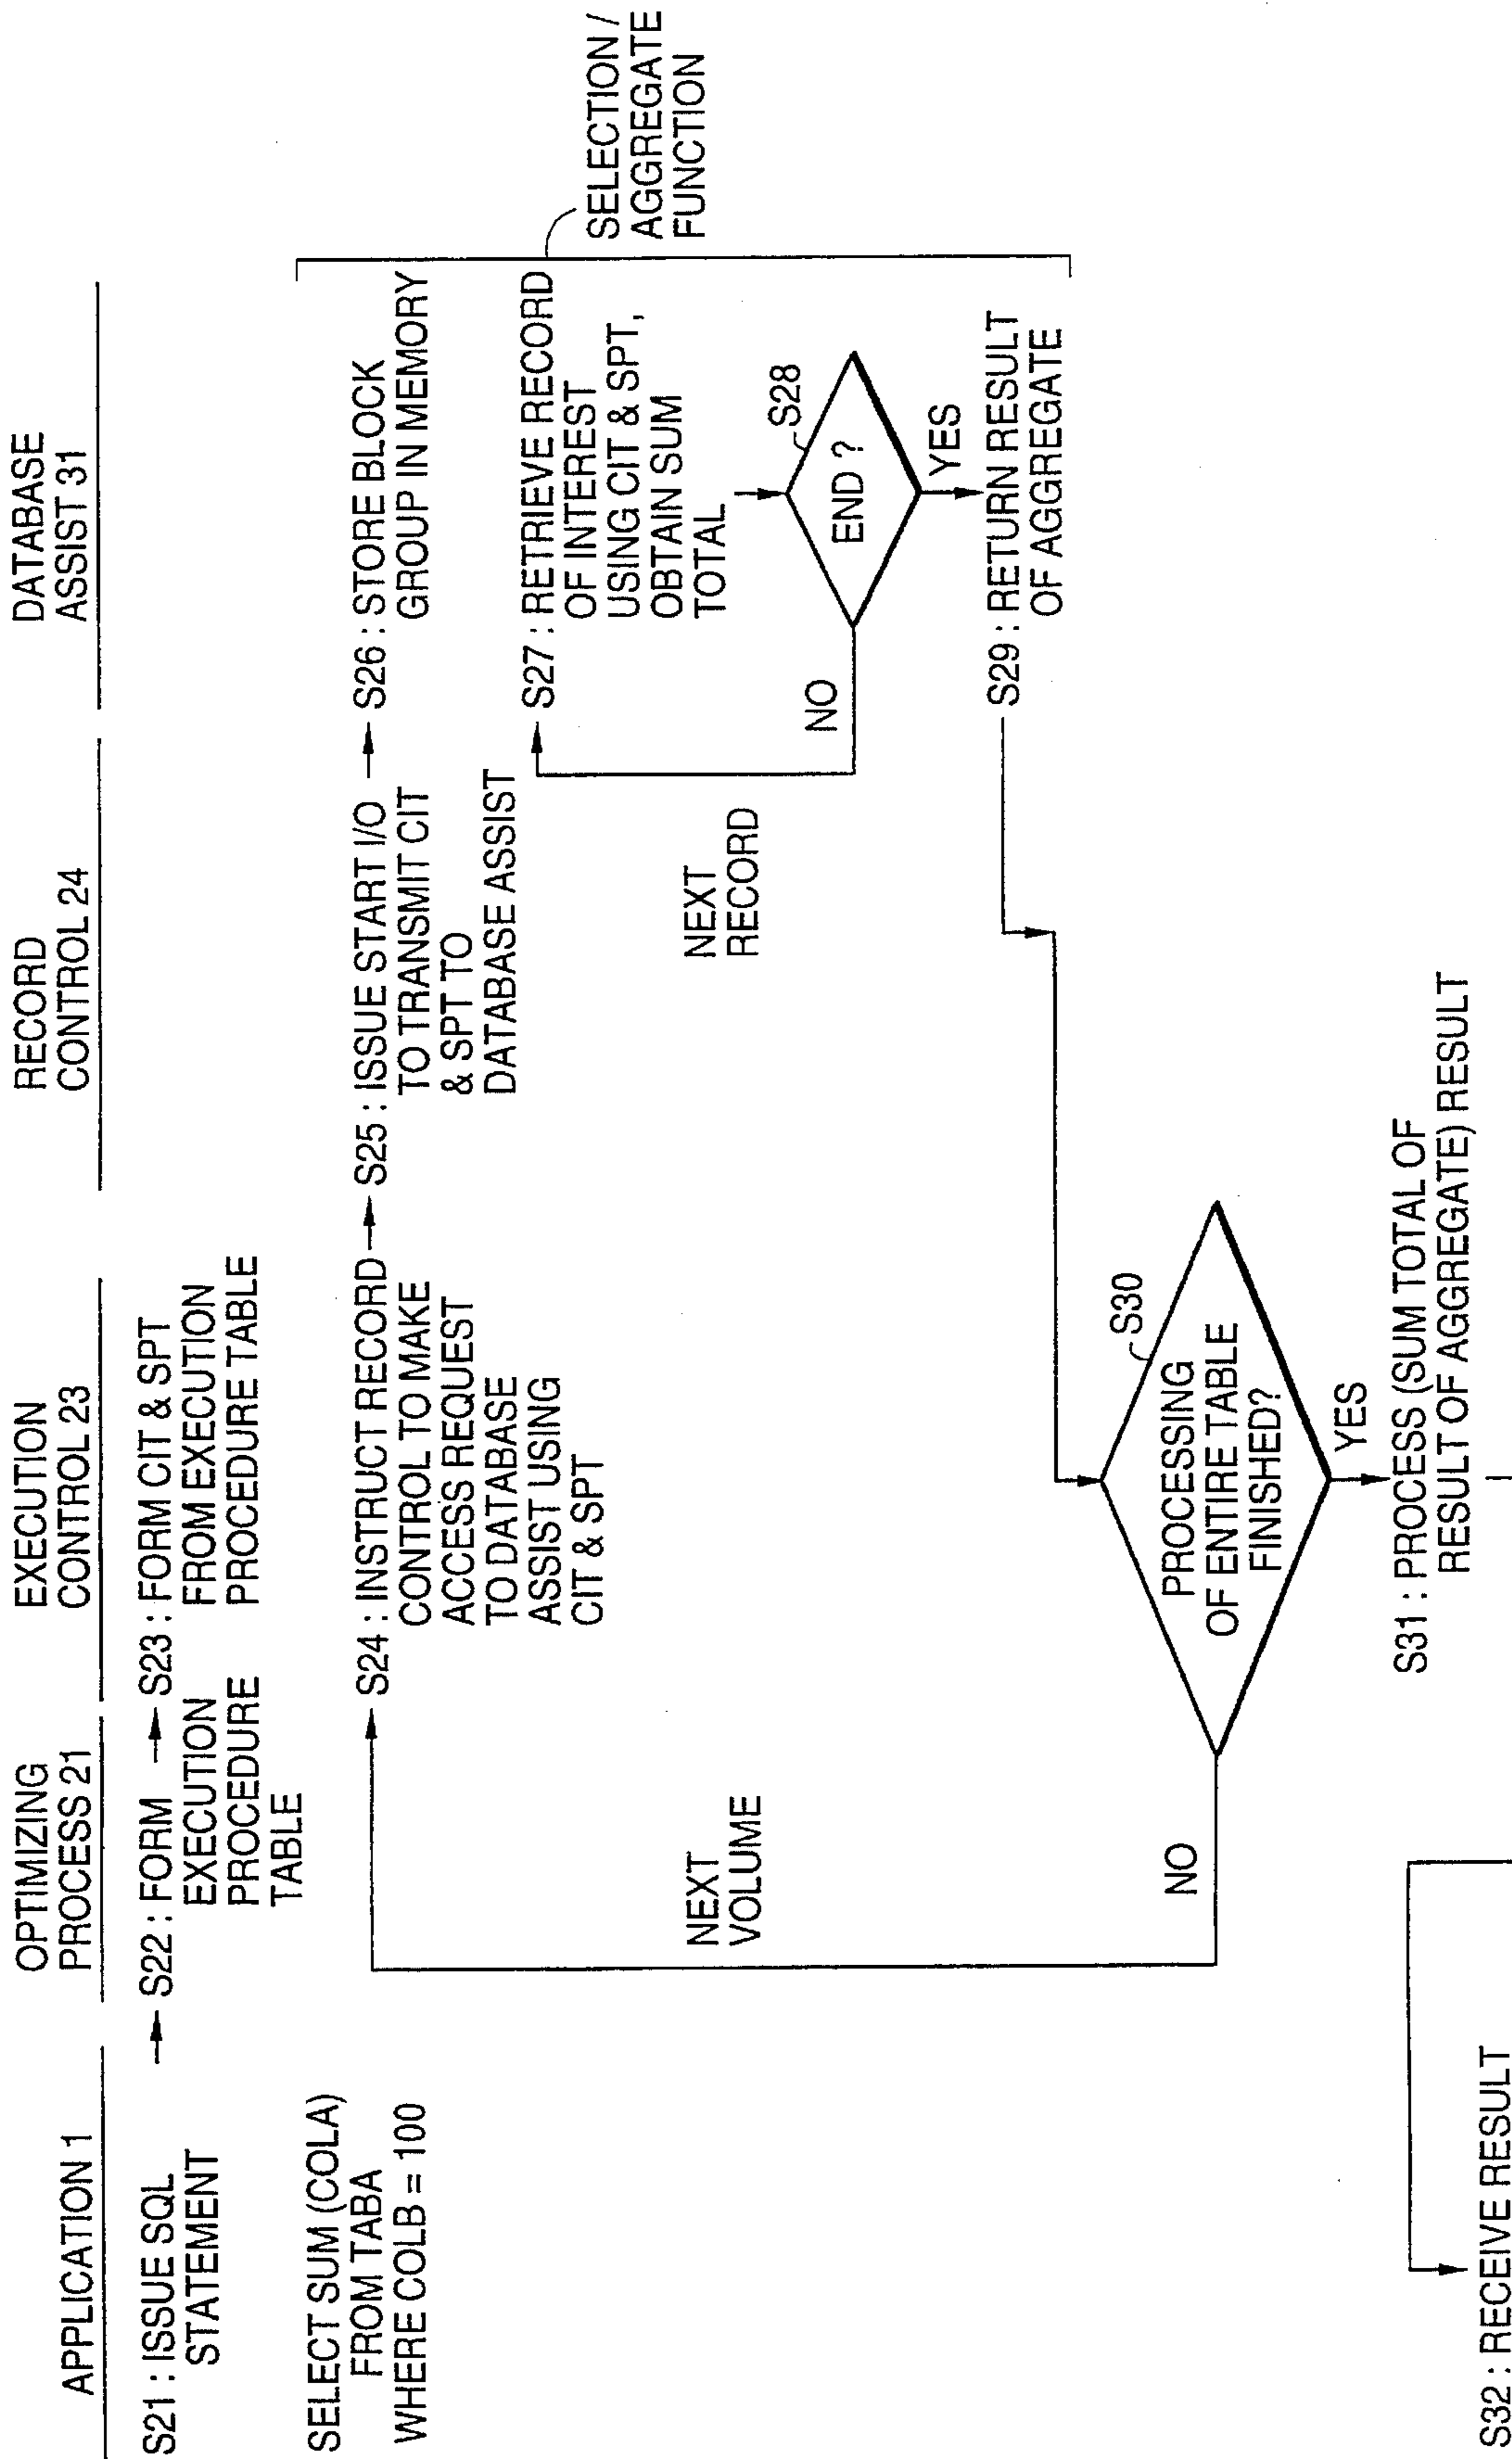 APPLICATION 1
OPTIMIZING
PROCESS 21
EXECUTION
CONTROL 23
RECORD
CONTROL 24
DATABASE
ASSIST 31
S21 : ISSUE SQL
STATEMENT
SELECT SUM (COLA)
FROM TABA
WHERE COLB = 100
S22 : FORM
EXECUTION
PROCEDURE
TABLE
S23 : FORM CIT & SPT
FROM EXECUTION
PROCEDURE TABLE
S24 : INSTRUCT RECORD
CONTROL TO MAKE
ACCESS REQUEST
TO DATABASE
ASSIST USING
CIT & SPT
S25 : ISSUE START I/O
TO TRANSMIT CIT
& SPT TO
DATABASE ASSIST
S26 : STORE BLOCK
GROUP IN MEMORY
S27 : RETRIEVE RECORD
OF INTEREST
USING CIT & SPT,
OBTAIN SUM
TOTAL
SELECTION /
AGGREGATE
FUNCTION
S28
END ?
NO
YES
NEXT
RECORD
S29 : RETURN RESULT
OF AGGREGATE
NEXT
VOLUME
S30
PROCESSING
OF ENTIRE TABLE
FINISHED?
NO
YES
S31 : PROCESS (SUM TOTAL OF
RESULT OF AGGREGATE) RESULT
S32 : RECEIVE RESULT